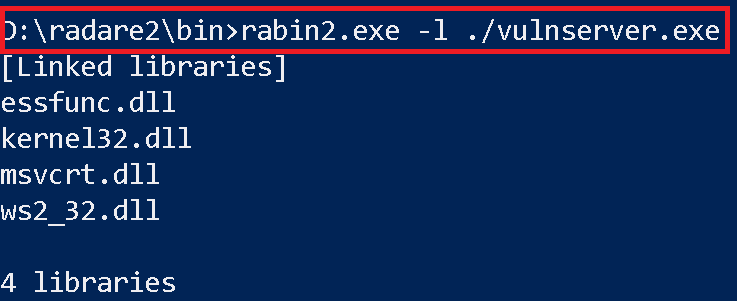 D:\radare2\bin>rabin2.exe -l ./vulnserver.exe
[Linked libraries]
essfunc.dll
kernel32.dll
msvcrt.dll
ws2_32.dll
4 libraries